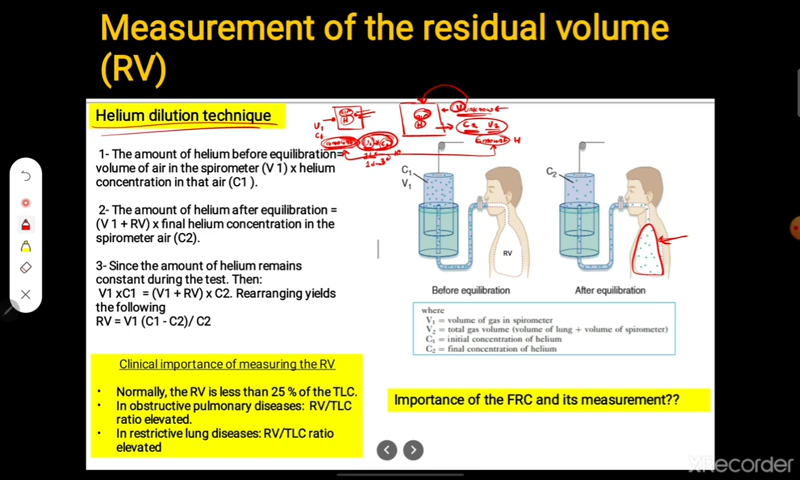 Measurement of the residual volume
(RV)
Helium dilution technique
1- The amount of helium before equilibration=
volume of air in the spirometer (V 1) x helium
concentration in that air (C1 ).
2- The amount of helium after equilibration =
(V 1 + RV) x final helium concentration in the
spirometer air (C2).
3- Since the amount of helium remains
constant during the test. Then:
V1 xC1 = (V1 + RV) x C2. Rearranging yields
the following
RV = V1 (C1 - C2)/ C2
Clinical importance of measuring the RV
• Normally, the RV is less than 25 % of the TLC.
• In obstructive pulmonary diseases: RV/TLC
ratio elevated.
• In restrictive lung diseases: RV/TLC ratio
elevated
V1
C1
H
H
C2 V2
H
C1
V1
RV
Before equilibration
C2
After equilibration
where
V1 = volume of gas in spirometer
V2 = total gas volume (volume of lung + volume of spirometer)
C1 = initial concentration of helium
C2 = final concentration of helium
Importance of the FRC and its measurement??
XRecorder